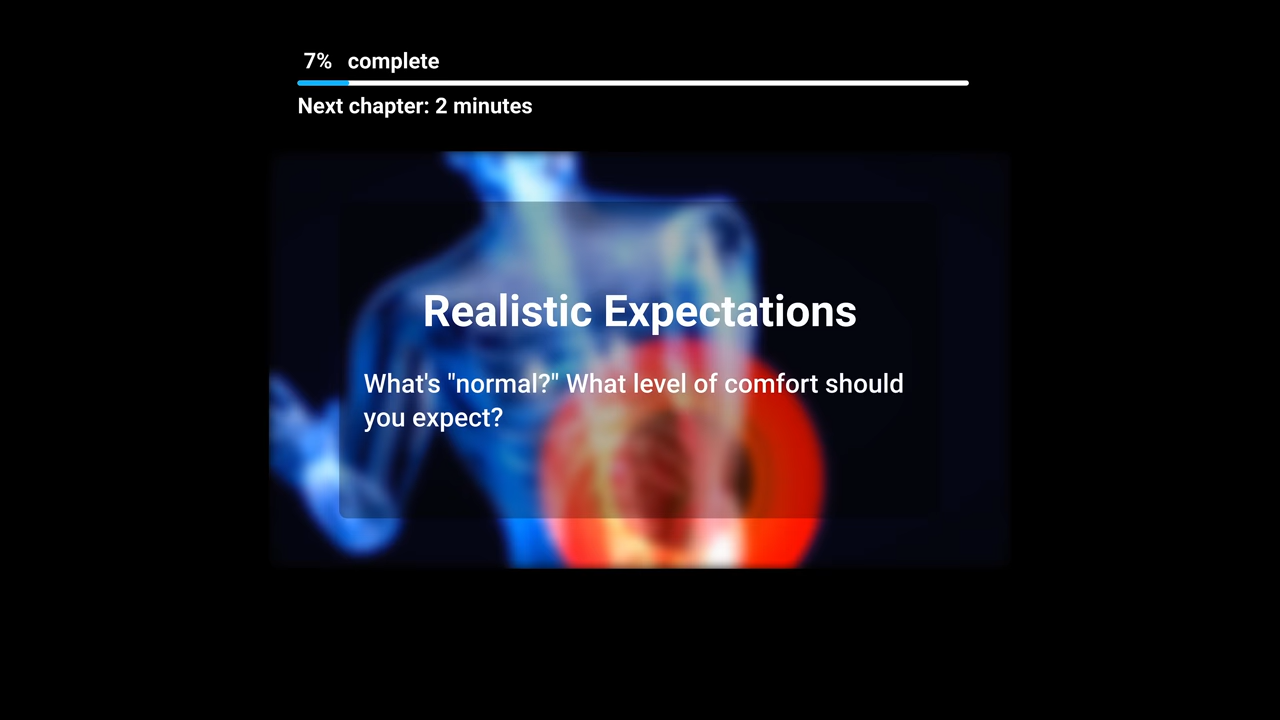 7% complete
Next chapter: 2 minutes
Realistic Expectations
What's "normal?" What level of comfort should
you expect?